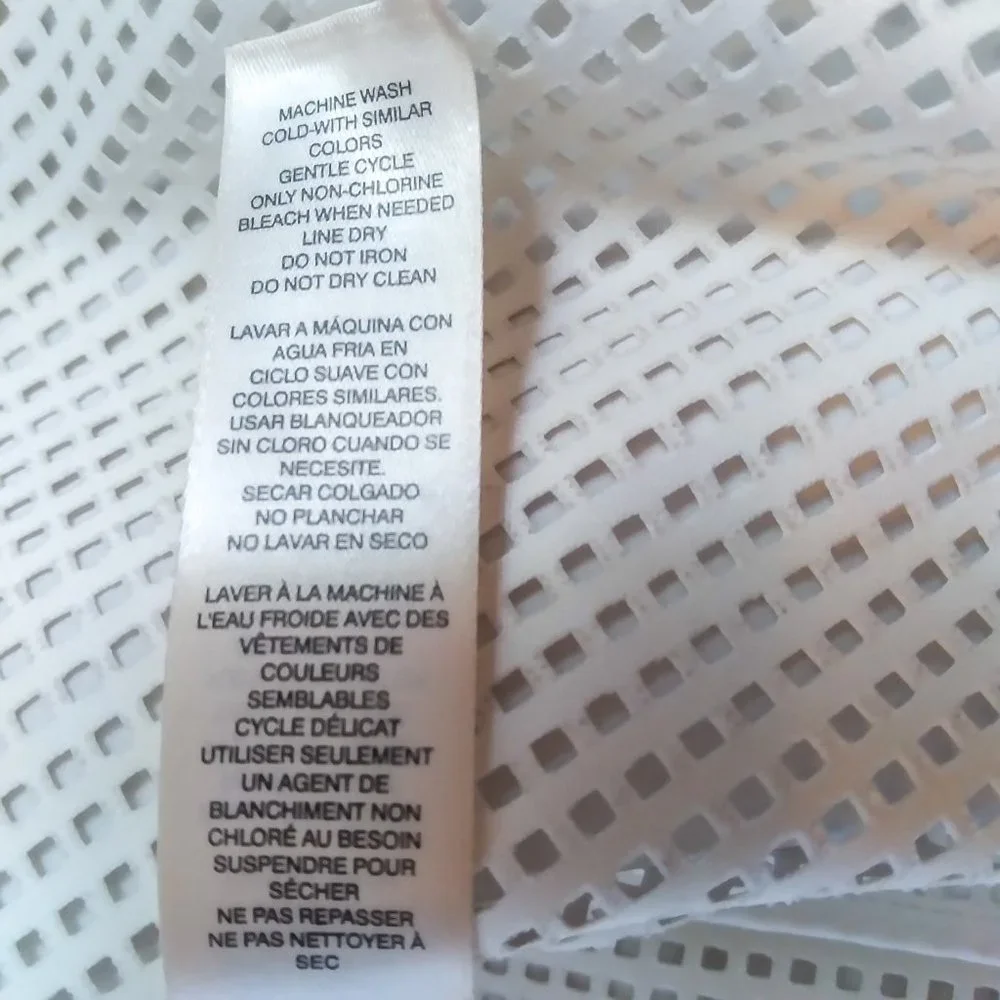 MACHINE WASH
COLD-WITH SIMILAR
COLORS
GENTLE CYCLE
ONLY NON-CHLORINE
BLEACH WHEN NEEDED
LINE DRY
DO NOT IRON
DO NOT DRY CLEAN
LAVAR A MÁQUINA CON
AGUA FRIA EN
CICLO SUAVE CON
COLORES SIMILARES.
USAR BLANQUEADOR
SIN CLORO CUANDO SE
NECESITE.
SECAR COLGADO
NO PLANCHAR
NO LAVAR EN SECO
LAVER À LA MACHINE À
L'EAU FROIDE AVEC DES
VÊTEMENTS DE
COULEURS
SEMBLABLES
CYCLE DÉLICAT
UTILISER SEULEMENT
UN AGENT DE
BLANCHIMENT NON
CHLORÉ AU BESOIN
SUSPENDRE POUR
SÉCHER
NE PAS REPASSER
NE PAS NETTOYER À
SEC